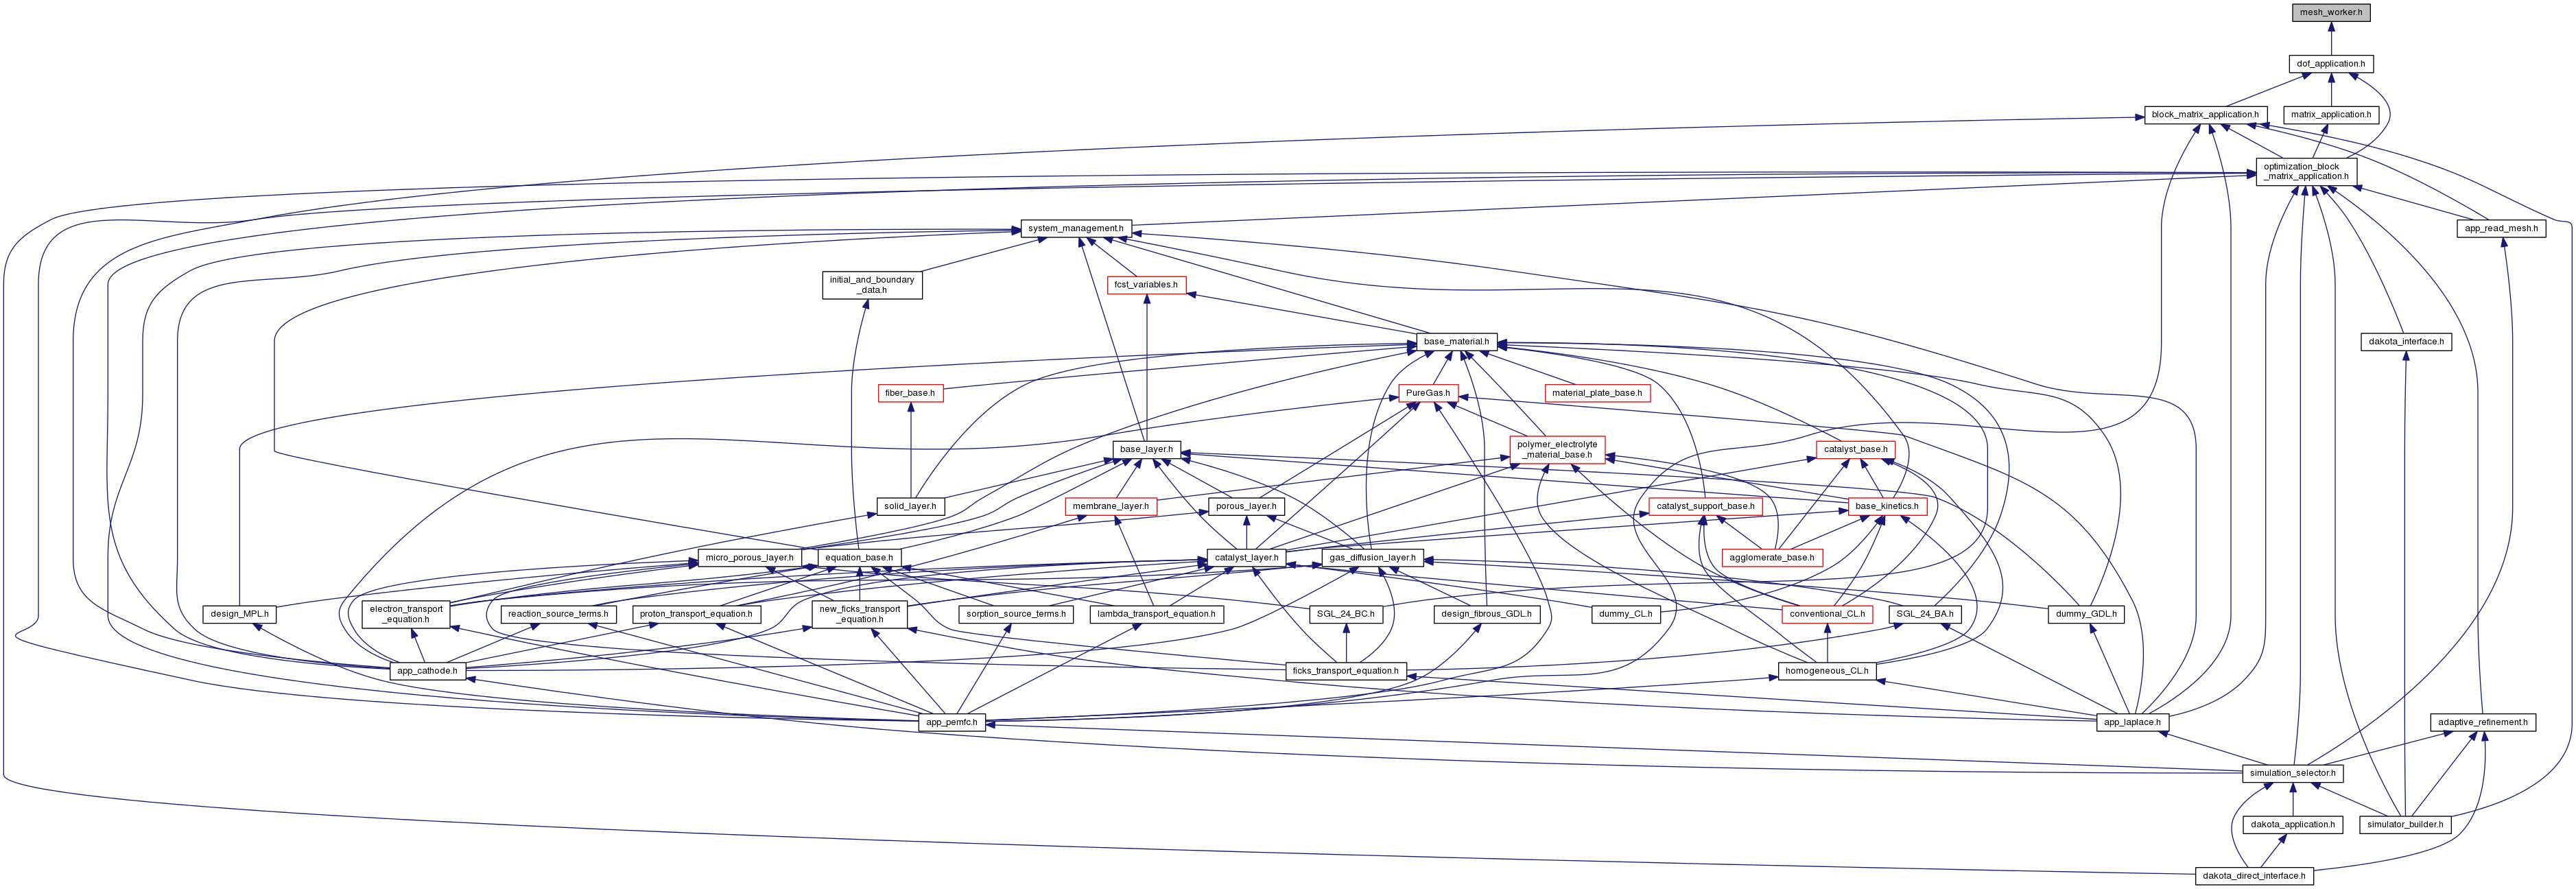 mesh_worker.h
dof_application.h
block_matrix_application.h
matrix_application.h
optimization_block
_matrix_application.h
system_management.h
app_read_mesh.h
initial_and_boundary
_data.h
fcst_variables.h
base_material.h
dakota_interface.h
fiber_base.h
PureGas.h
material_plate_base.h
base_layer.h
polymer_electrolyte
_material_base.h
catalyst_base.h
solid_layer.h
membrane_layer.h
porous_layer.h
catalyst_support_base.h
base_kinetics.h
micro_porous_layer.h
equation_base.h
catalyst_layer.h
gas_diffusion_layer.h
agglomerate_base.h
design_MPL.h
electron_transport
_equation.h
reaction_source_terms.h
proton_transport_equation.h
new_ficks_transport
_equation.h
sorption_source_terms.h
lambda_transport_equation.h
SGL_24_BC.h
design_fibrous_GDL.h
dummy_CL.h
conventional_CL.h
SGL_24_BA.h
dummy_GDL.h
app_cathode.h
ficks_transport_equation.h
homogeneous_CL.h
app_pemfc.h
app_laplace.h
adaptive_refinement.h
simulation_selector.h
dakota_application.h
simulator_builder.h
dakota_direct_interface.h